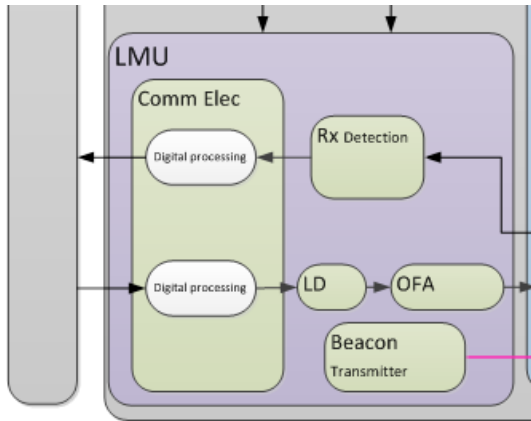 LMU
Comm Elec
Digital processing
Rx Detection
Digital processing
LD
OFA
Beacon
Transmitter